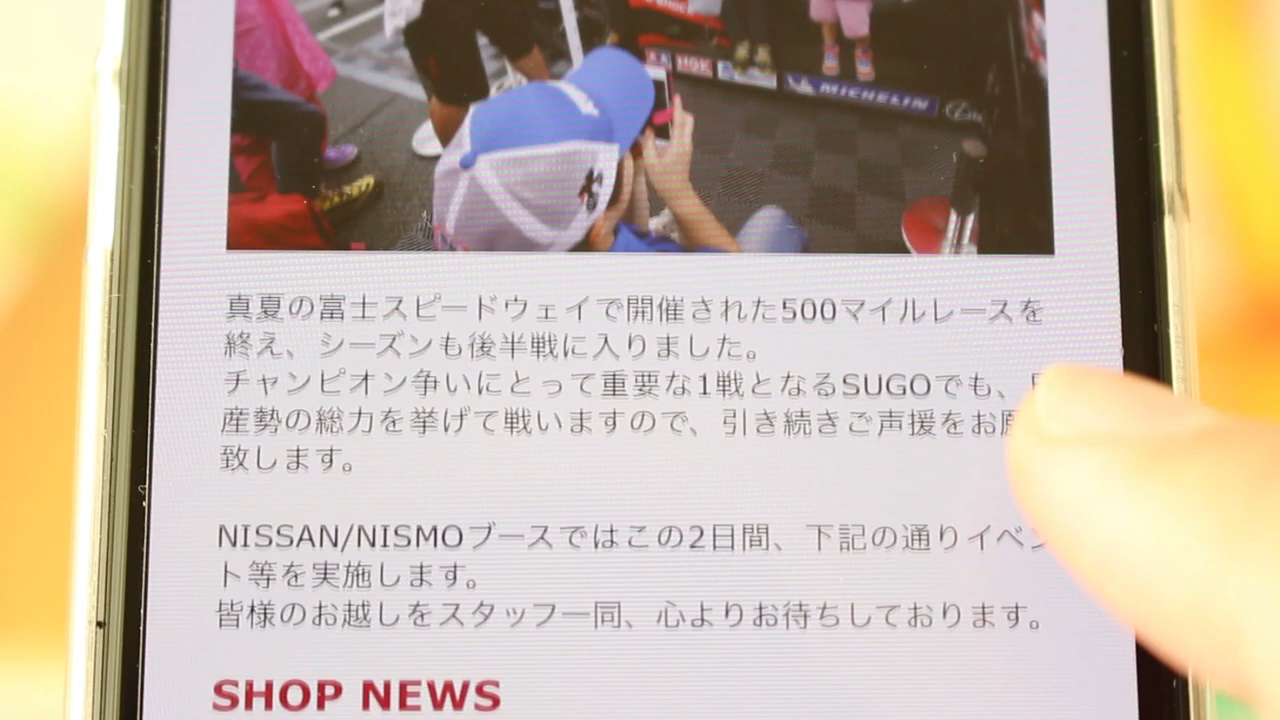 NGK
MICHELIN
真夏の富士スピードウェイで開催された500マイルレースを
終え、シーズンも後半戦に入りました。
チャンピオン争いにとって重要な1戦となるSUGOでも、
産勢の総力を挙げて戦いますので、引き続きご声援をお願
致します。
NISSAN/NISMOブースではこの2日間、下記の通りイベン
ト等を実施します。
皆様のお越しをスタッフ一同、心よりお待ちしております。
SHOP NEWS